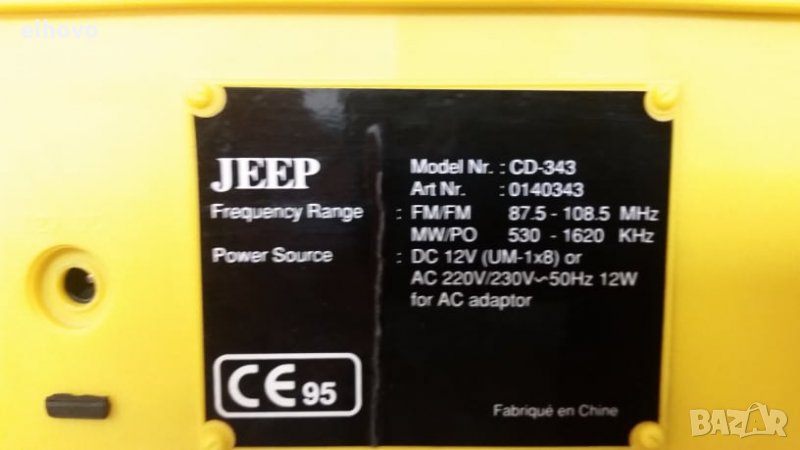 elhovo
JEEP
Model Nr. : CD-343
Art Nr. : 0140343
Frequency Range : FM/FM 87.5 - 108.5 MHz
MW/PO 530 - 1620 KHz
Power Source : DC 12V (UM-1x8) or
AC 220V/230V~50Hz 12W
for AC adaptor
CE 95
Fabriqué en Chine
BAZAR